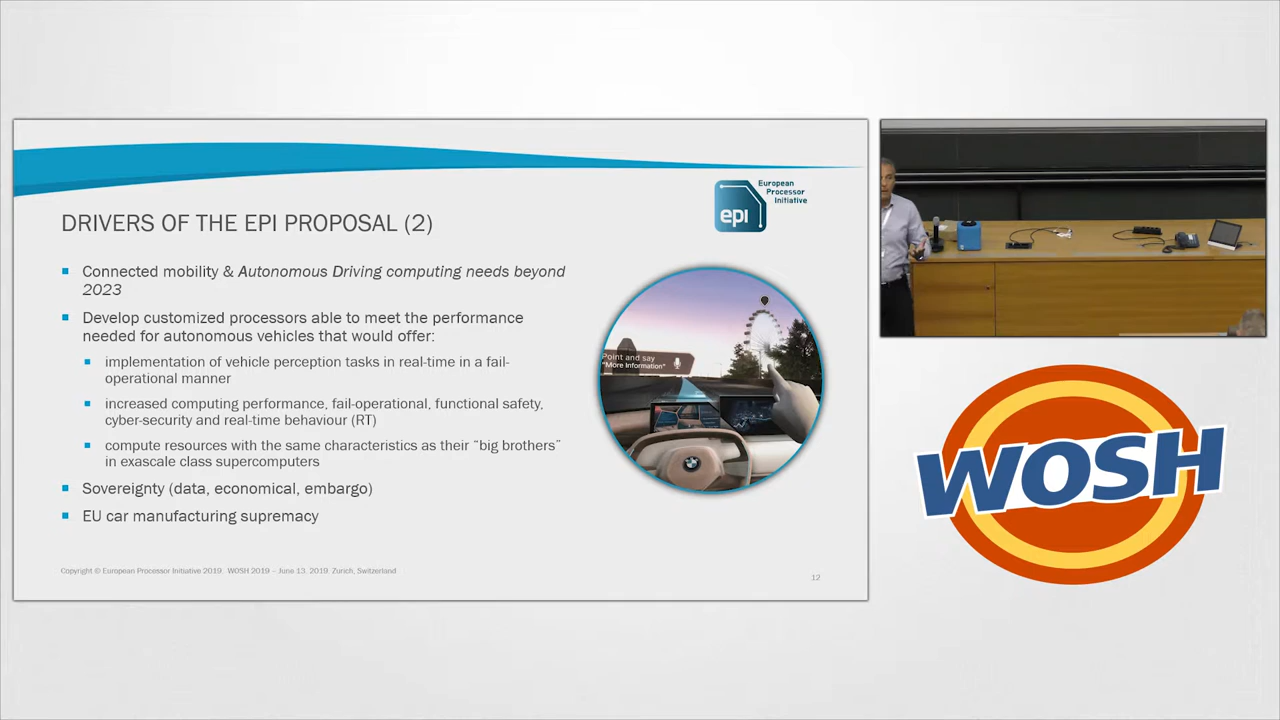 European
Processor
Initiative
epi
DRIVERS OF THE EPI PROPOSAL (2)
Connected mobility & Autonomous Driving computing needs beyond
2023
Develop customized processors able to meet the performance
needed for autonomous vehicles that would offer:
implementation of vehicle perception tasks in real-time in a fail-
operational manner
increased computing performance, fail-operational, functional safety,
cyber-security and real-time behaviour (RT)
compute resources with the same characteristics as their "big brothers"
in exascale class supercomputers
Sovereignty (data, economical, embargo)
EU car manufacturing supremacy
Point and say
"More Information"
Copyright © European Processor Initiative 2019. WOSH 2019 – June 13, 2019, Zurich, Switzerland
12
WOSH